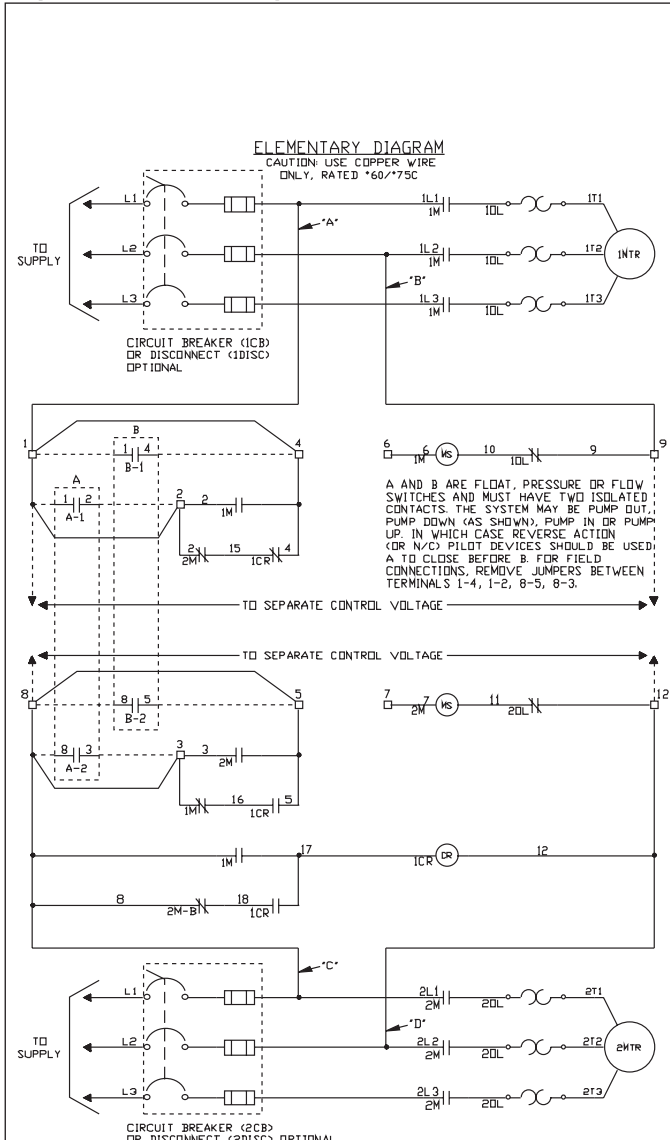 ELEMENTARY DIAGRAM
CAUTION: USE COPPER WIRE
ONLY, RATED *60/*75C
L1 1L1 1M 1OL 1T1
"A"
TO SUPPLY
L2 1L2 1M 1OL 1T2 1MTR
"B"
L3 1L3 1M 1OL 1T3
CIRCUIT BREAKER (1CB)
OR DISCONNECT (1DISC)
OPTIONAL
1 B 4 6 9
1 4 B-1
1M 6 MS 10 1OL 9
A
1 2 A-1 2 2 1M
2 2M 15 1CR 4
A AND B ARE FLOAT, PRESSURE OR FLOW
SWITCHES AND MUST HAVE TWO ISOLATED
CONTACTS. THE SYSTEM MAY BE PUMP OUT,
PUMP DOWN (AS SHOWN), PUMP IN OR PUMP
UP. IN WHICH CASE REVERSE ACTION
(OR N/C) PILOT DEVICES SHOULD BE USED
A TO CLOSE BEFORE B. FOR FIELD
CONNECTIONS, REMOVE JUMPERS BETWEEN
TERMINALS 1-4, 1-2, 8-5, 8-3.
TO SEPARATE CONTROL VOLTAGE
TO SEPARATE CONTROL VOLTAGE
8 5 7 12
8 5 B-2
2M 7 MS 11 2OL
8 3 A-2 3 3 2M
1M 16 1CR 5
1M 17 1CR DR 12
8 2M-B 18 1CR
"C"
L1 2L1 2M 2OL 2T1
"D"
TO SUPPLY
L2 2L2 2M 2OL 2T2 2MTR
L3 2L3 2M 2OL 2T3
CIRCUIT BREAKER (2CB)
OR DISCONNECT (2DISC) OPTIONAL